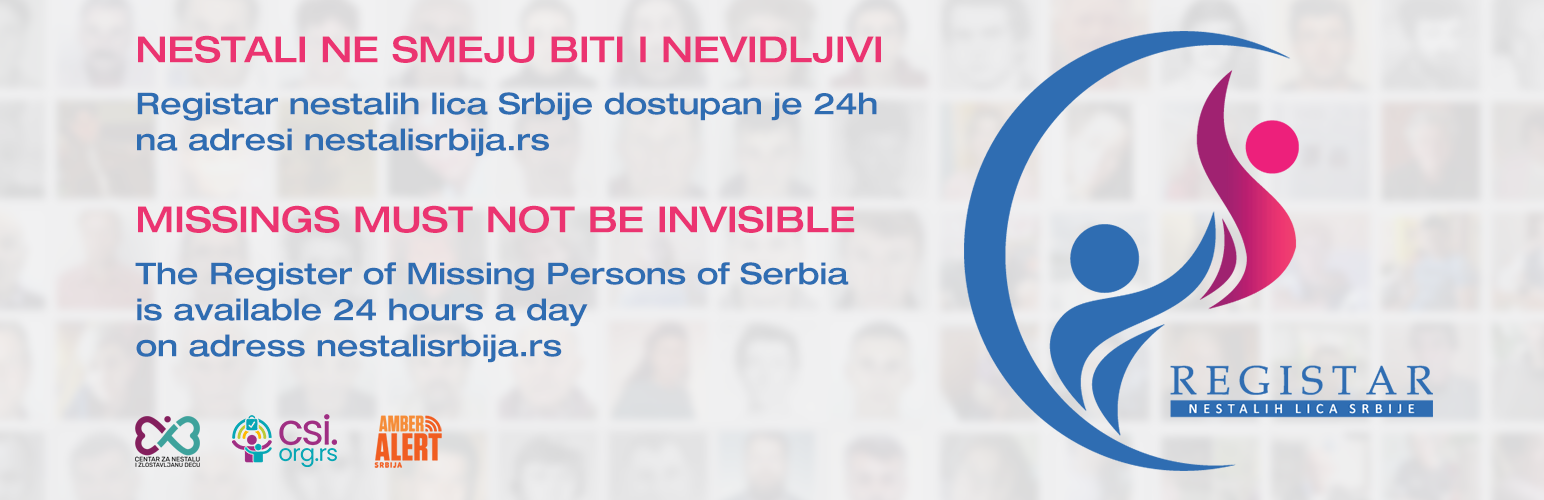 NESTALI NE SMEJU BITI I NEVIDLJIVI
Registar nestalih lica Srbije dostupan je 24h
na adresi nestalisrbija.rs
MISSINGS MUST NOT BE INVISIBLE
The Register of Missing Persons of Serbia
is available 24 hours a day
on adress nestalisrbija.rs
CENTAR ZA NESTALU
I ZLOSTAVLJANU DECU
csi.
org.rs
AMBER
ALERT
SRBIJA
REGISTAR
NESTALIH LICA SRBIJE